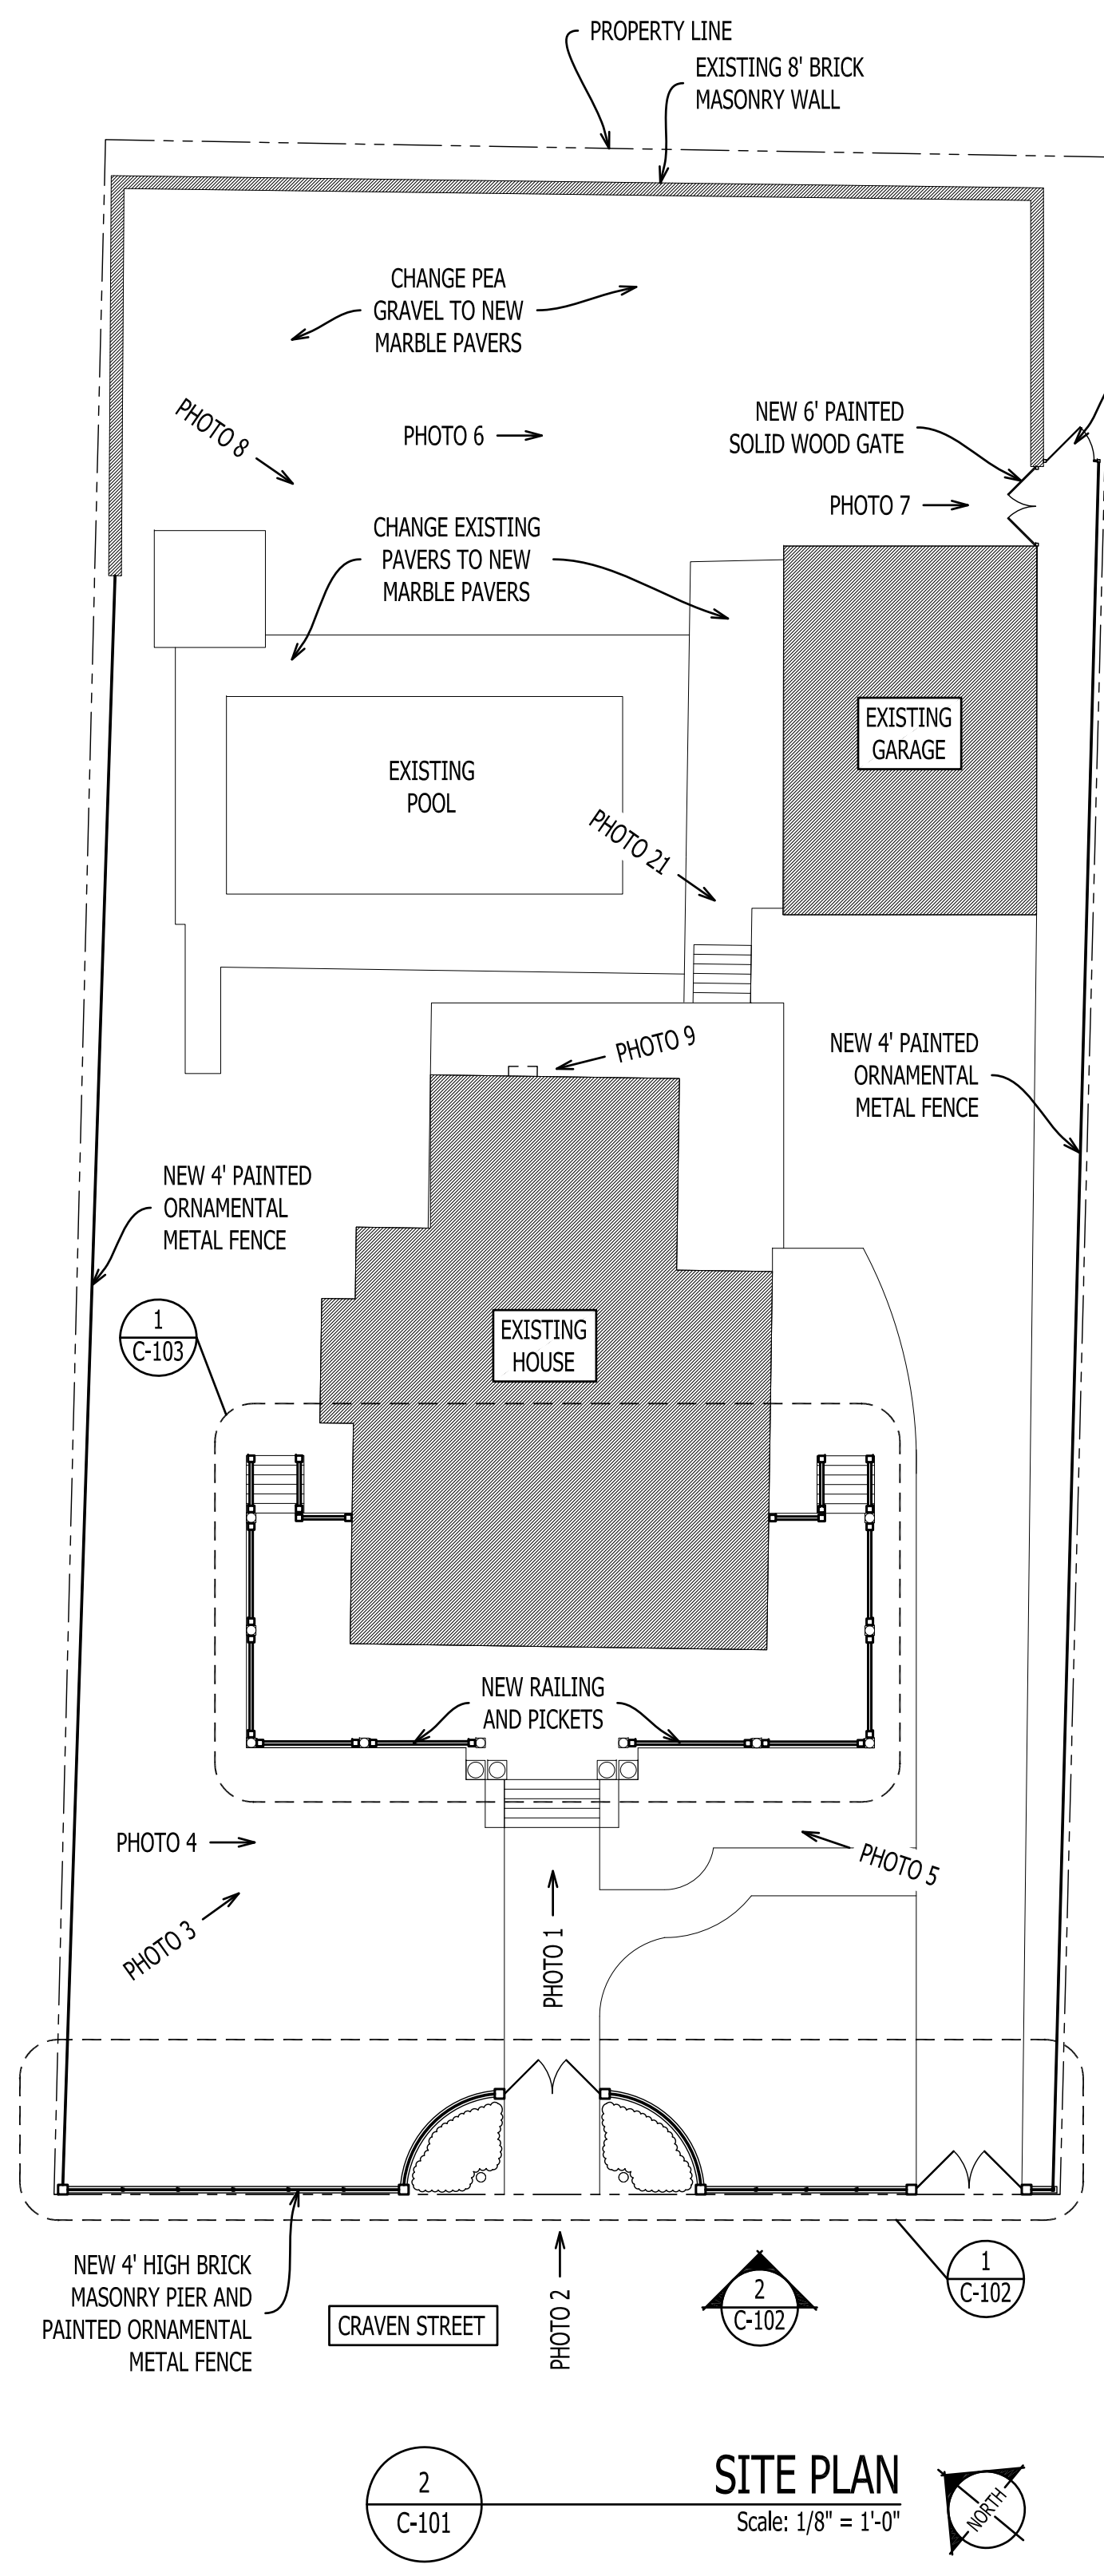 PROPERTY LINE
EXISTING 8' BRICK
MASONRY WALL
CHANGE PEA
GRAVEL TO NEW
MARBLE PAVERS
PHOTO 8
PHOTO 6
NEW 6' PAINTED
SOLID WOOD GATE
PHOTO 7
CHANGE EXISTING
PAVERS TO NEW
MARBLE PAVERS
EXISTING
GARAGE
EXISTING
POOL
PHOTO 21
PHOTO 9
NEW 4' PAINTED
ORNAMENTAL
METAL FENCE
NEW 4' PAINTED
ORNAMENTAL
METAL FENCE
1
C-103
EXISTING
HOUSE
NEW RAILING
AND PICKETS
PHOTO 4
PHOTO 5
PHOTO 3
PHOTO 1
NEW 4' HIGH BRICK
MASONRY PIER AND
PAINTED ORNAMENTAL
METAL FENCE
CRAVEN STREET
PHOTO 2
2
C-102
1
C-102
2
C-101
SITE PLAN
Scale: 1/8" = 1'-0"
NORTH